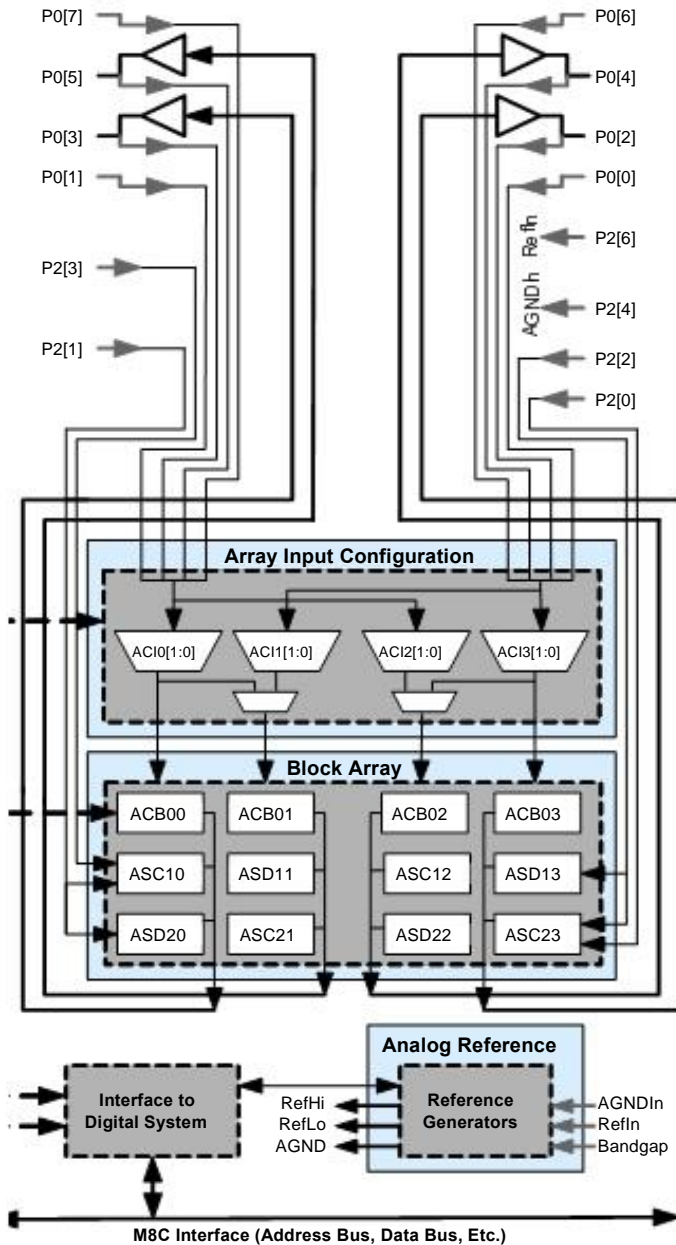 P0[7]
P0[6]
P0[5]
P0[4]
P0[3]
P0[2]
P0[1]
P0[0]
RefIn
P2[6]
P2[3]
AGNDIn
P2[4]
P2[1]
P2[2]
P2[0]
Array Input Configuration
ACI0[1:0]
ACI1[1:0]
ACI2[1:0]
ACI3[1:0]
Block Array
ACB00
ACB01
ACB02
ACB03
ASC10
ASD11
ASC12
ASD13
ASD20
ASC21
ASD22
ASC23
Analog Reference
Interface to
Digital System
RefHi
RefLo
AGND
Reference
Generators
AGNDIn
RefIn
Bandgap
M8C Interface (Address Bus, Data Bus, Etc.)